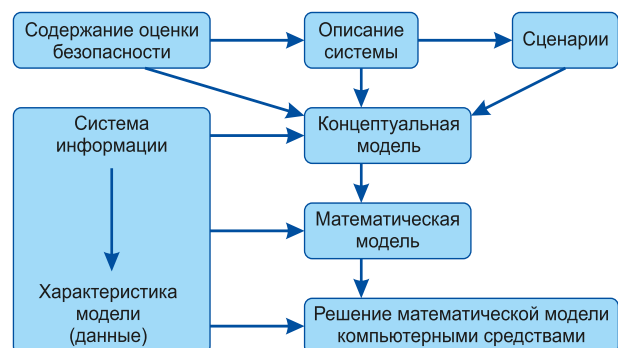 Содержание оценки
безопасности
Описание
системы
Сценарии
Система
информации
Концептуальная
модель
Математическая
модель
Характеристика
модели
(данные)
Решение математической модели
компьютерными средствами